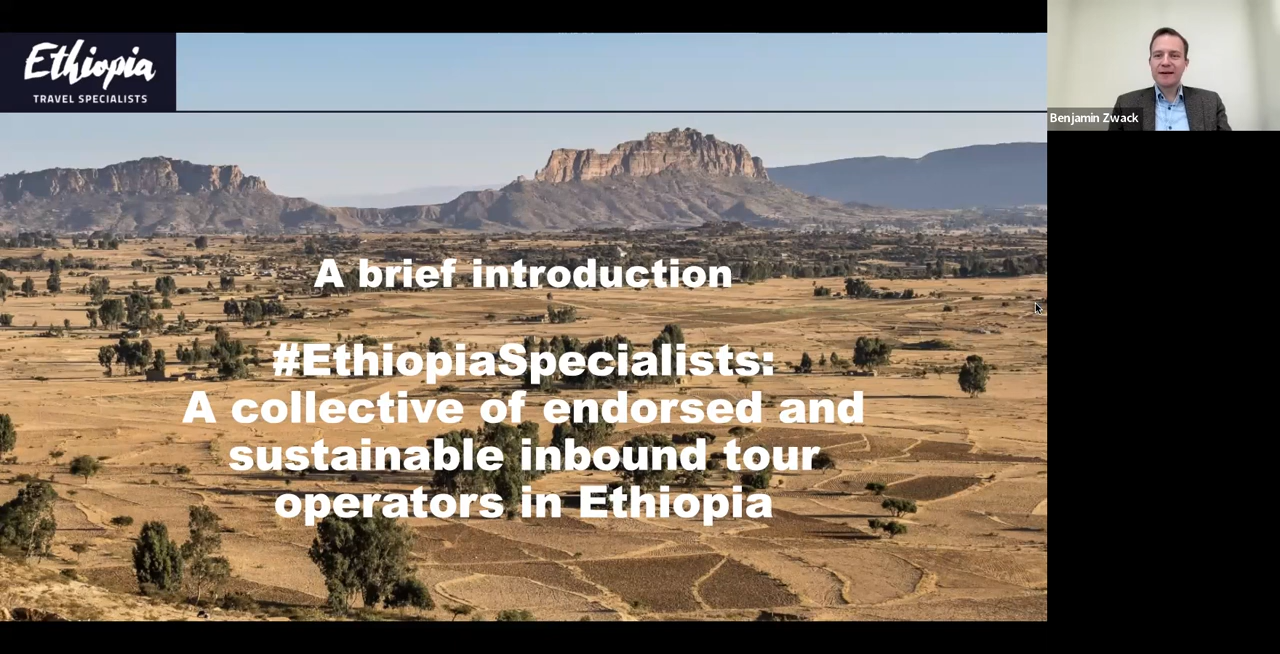 Ethiopia
TRAVEL SPECIALISTS
Benjamin Zwack
A brief introduction
#EthiopiaSpecialists:
A collective of endorsed and
sustainable inbound tour
operators in Ethiopia